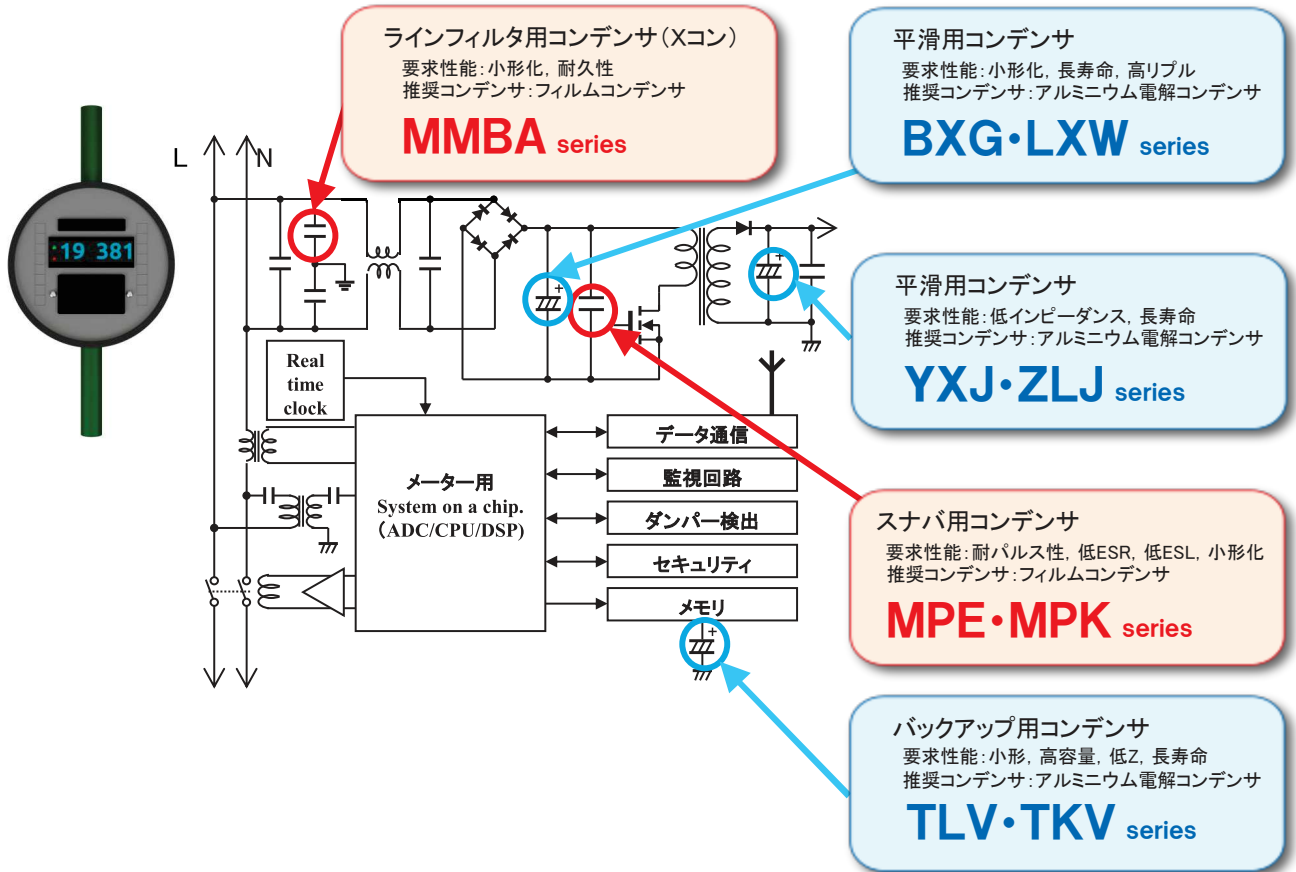 ラインフィルタ用コンデンサ（Xコン）
要求性能：小形化, 耐久性
推奨コンデンサ：フィルムコンデンサ
MMBA series
平滑用コンデンサ
要求性能：小形化, 長寿命, 高リプル
推奨コンデンサ：アルミニウム電解コンデンサ
BXG・LXW series
L
N
19 381
+
+
平滑用コンデンサ
要求性能：低インピーダンス, 長寿命
推奨コンデンサ：アルミニウム電解コンデンサ
YXJ・ZLJ series
Real
time
clock
メーター用
System on a chip.
（ADC/CPU/DSP)
データ通信
監視回路
ダンパー検出
セキュリティ
メモリ
+
スナバ用コンデンサ
要求性能：耐パルス性, 低ESR, 低ESL, 小形化
推奨コンデンサ：フィルムコンデンサ
MPE・MPK series
バックアップ用コンデンサ
要求性能：小形, 高容量, 低Z, 長寿命
推奨コンデンサ：アルミニウム電解コンデンサ
TLV・TKV series